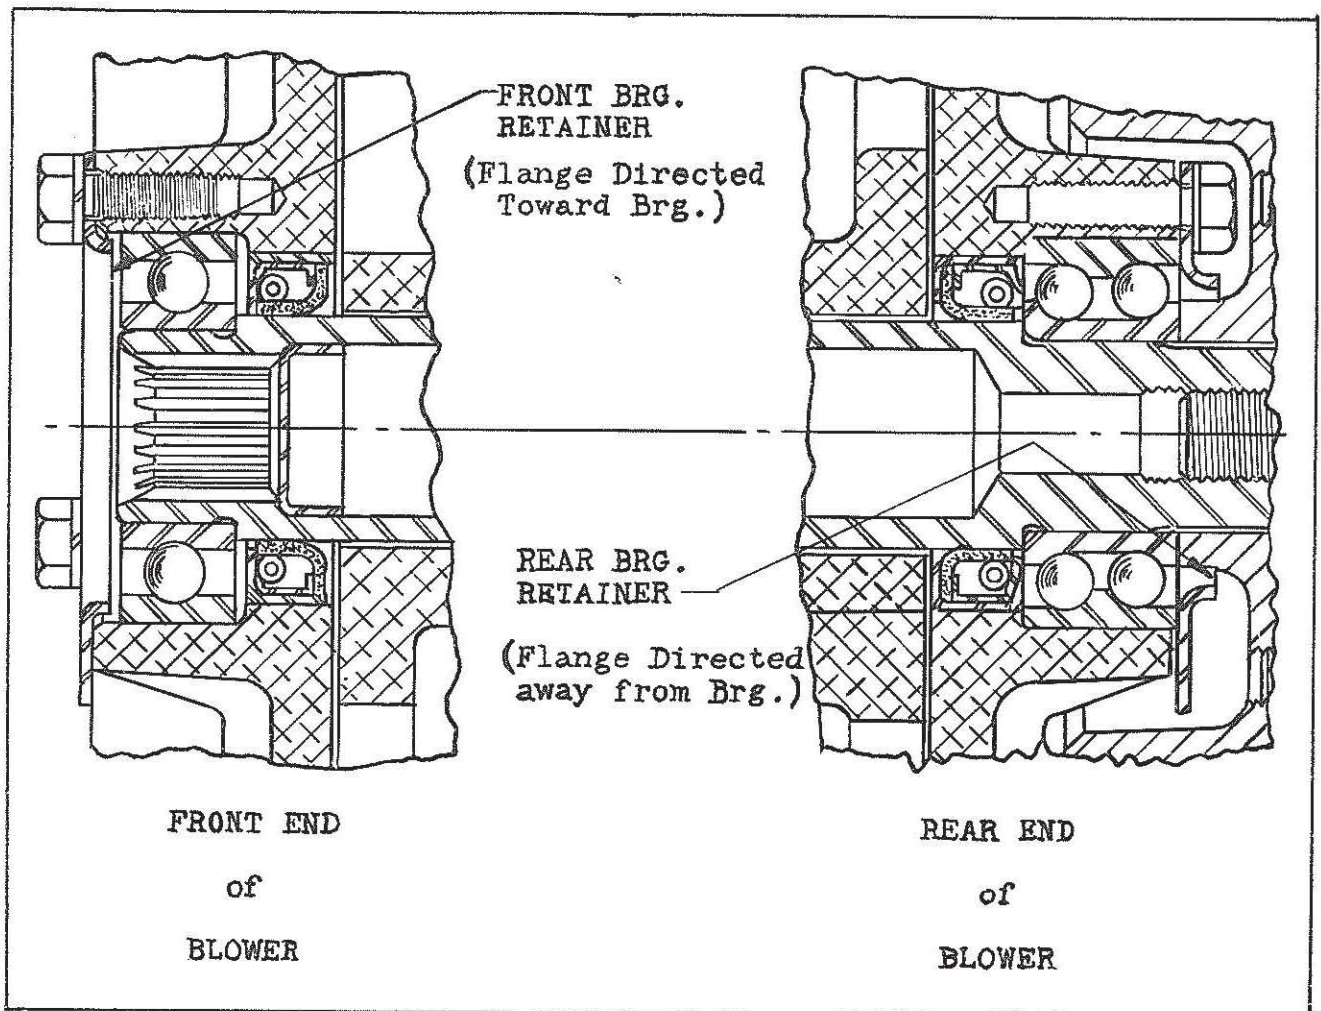 FRONT BRG.
RETAINER
(Flange Directed
Toward Brg.)
REAR BRG.
RETAINER
(Flange Directed
away from Brg.)
FRONT END
of
BLOWER
REAR END
of
BLOWER